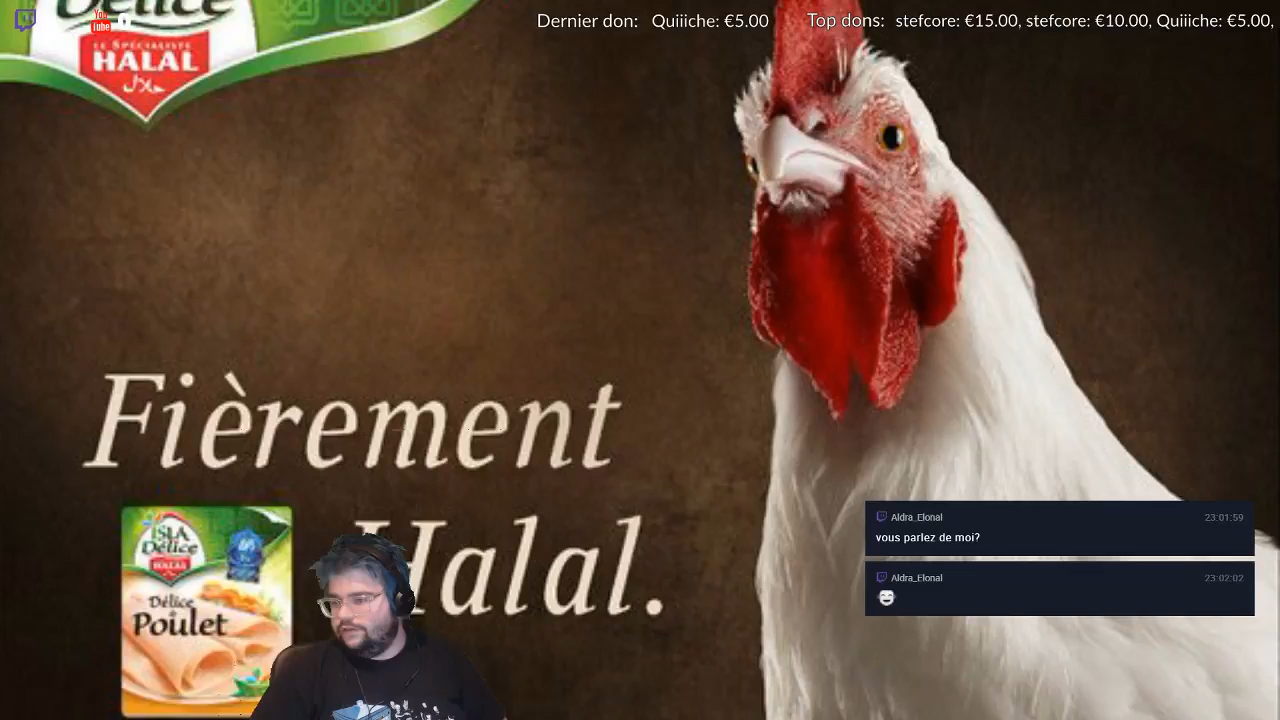 Dernier don: Quiiiche: €5.00
Top dons: stefcore: €15.00, stefcore: €10.00, Quiiiche: €5.00,
You
Tube
Délice
LE SPÉCIALISTE
HALAL
Fièrement
Halal.
ISLA
Délice
HALAL
Délice
Poulet
Aldra_Elonal 23:01:59
vous parlez de moi?
Aldra_Elonal 23:02:02